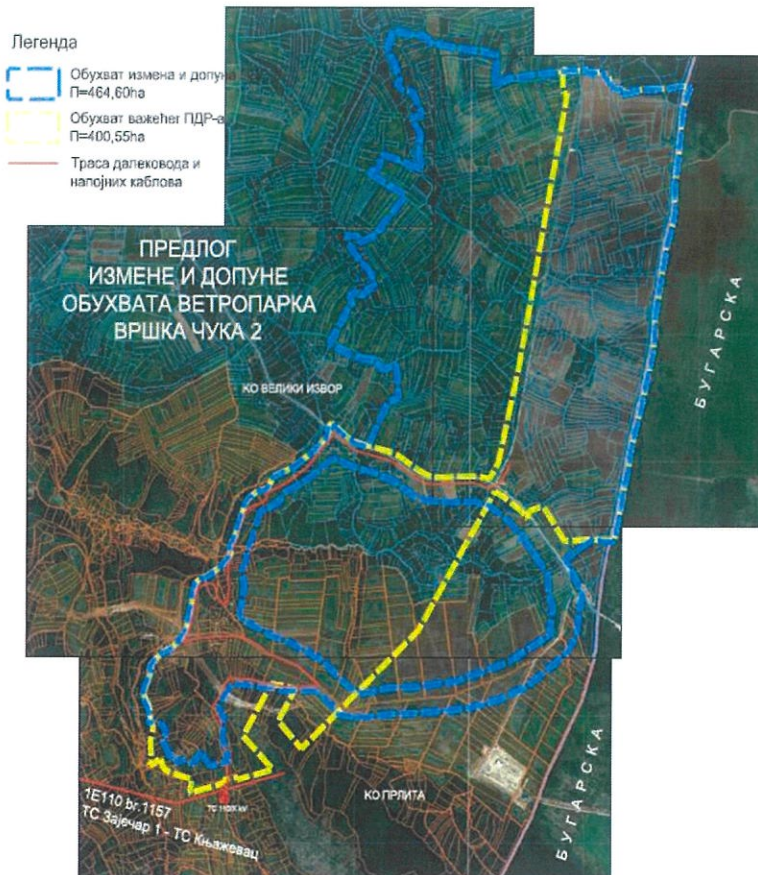 Легенда
Обухват измена и допуна
П=464,60ha
Обухват важећег ПДР-а
П=400,55ha
Траса далековода и
напојних каблова
ПРЕДЛОГ
ИЗМЕНЕ И ДОПУНЕ
ОБУХВАТА ВЕТРОПАРКА
ВРШКА ЧУКА 2
БУГАРСКА
КО ВЕЛИКИ ИЗВОР
БУГАРСКА
КО ПРЛИТА
1E110 br.1157
ТС Зајечар 1 - ТС Књажевац